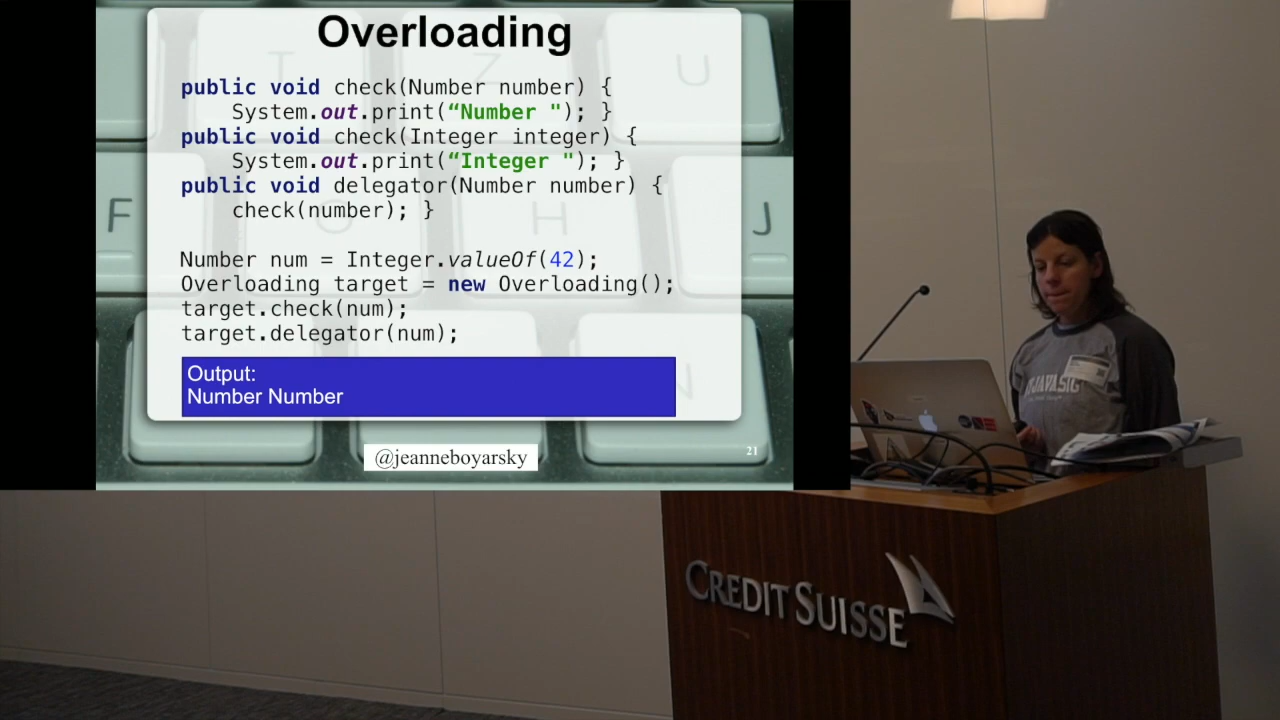 Overloading
public void check(Number number) {
System.out.print(“Number "); }
public void check(Integer integer) {
System.out.print(“Integer "); }
public void delegator(Number number) {
check(number); }
Number num = Integer.valueOf(42);
Overloading target = new Overloading();
target.check(num);
target.delegator(num);
Output:
Number Number
@jeanneboyarsky
21
T
Z
U
F
G
H
J
N
JAVASIG
CREDIT SUISSE